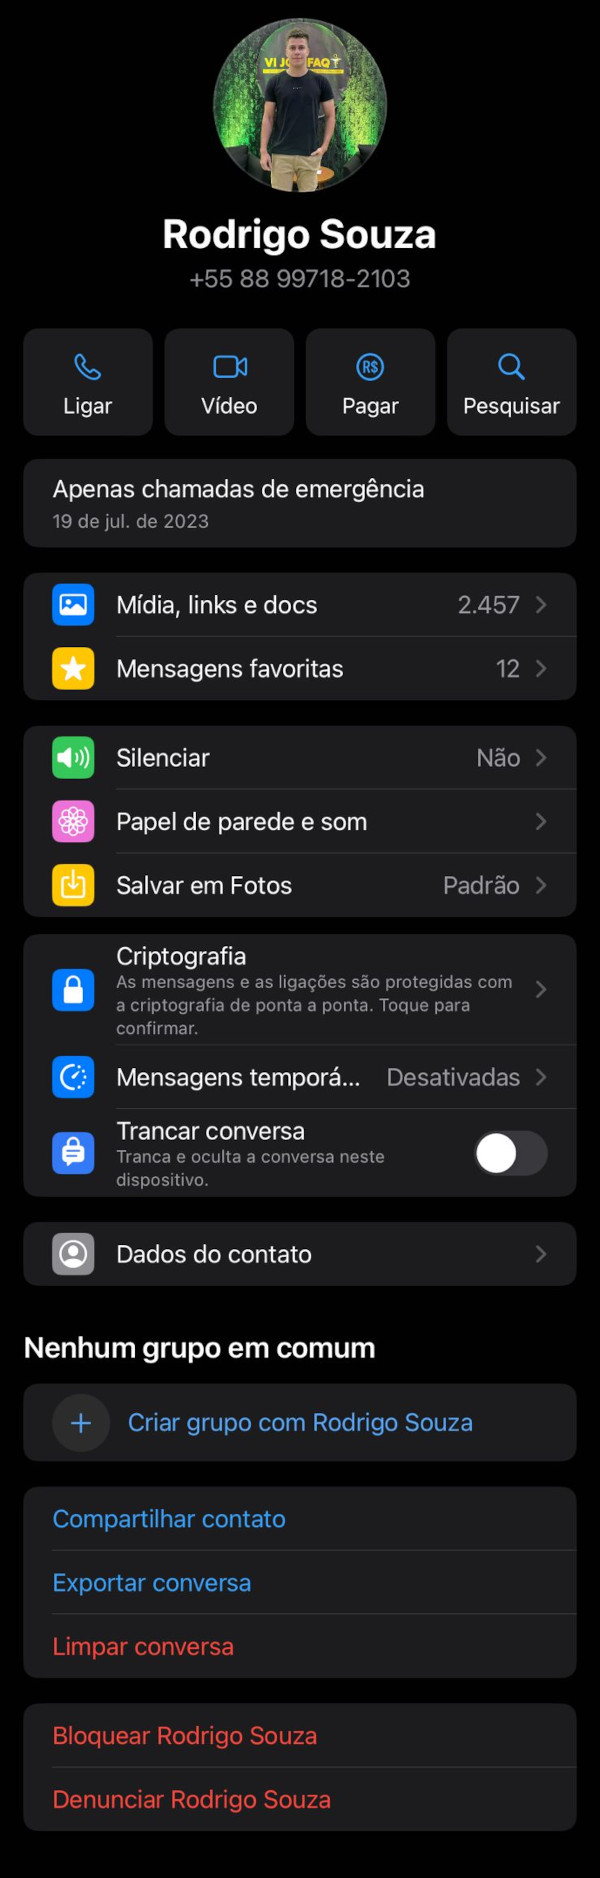 VI JO FAQ
Rodrigo Souza
+55 88 99718-2103
Ligar
Vídeo
R$
Pagar
Pesquisar
Apenas chamadas de emergência
19 de jul. de 2023
Mídia, links e docs 2.457
Mensagens favoritas 12
Silenciar Não
Papel de parede e som
Salvar em Fotos Padrão
Criptografia
As mensagens e as ligações são protegidas com
a criptografia de ponta a ponta. Toque para
confirmar.
Mensagens temporá... Desativadas
Trancar conversa
Tranca e oculta a conversa neste
dispositivo.
Dados do contato
Nenhum grupo em comum
Criar grupo com Rodrigo Souza
Compartilhar contato
Exportar conversa
Limpar conversa
Bloquear Rodrigo Souza
Denunciar Rodrigo Souza